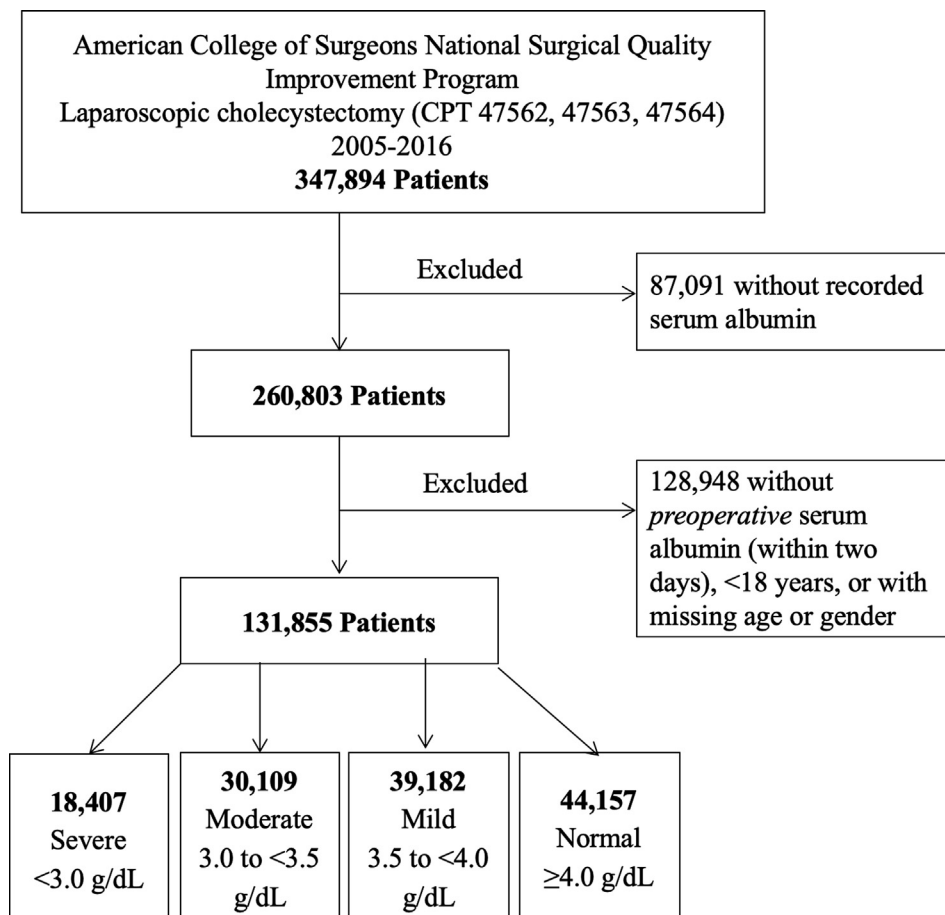 American College of Surgeons National Surgical Quality
Improvement Program
Laparoscopic cholecystectomy (CPT 47562, 47563, 47564)
2005-2016
347,894 Patients
Excluded
87,091 without recorded
serum albumin
260,803 Patients
Excluded
128,948 without
preoperative serum
albumin (within two
days), <18 years, or with
missing age or gender
131,855 Patients
18,407
Severe
<3.0 g/dL
30,109
Moderate
3.0 to <3.5
g/dL
39,182
Mild
3.5 to <4.0
g/dL
44,157
Normal
≥4.0 g/dL